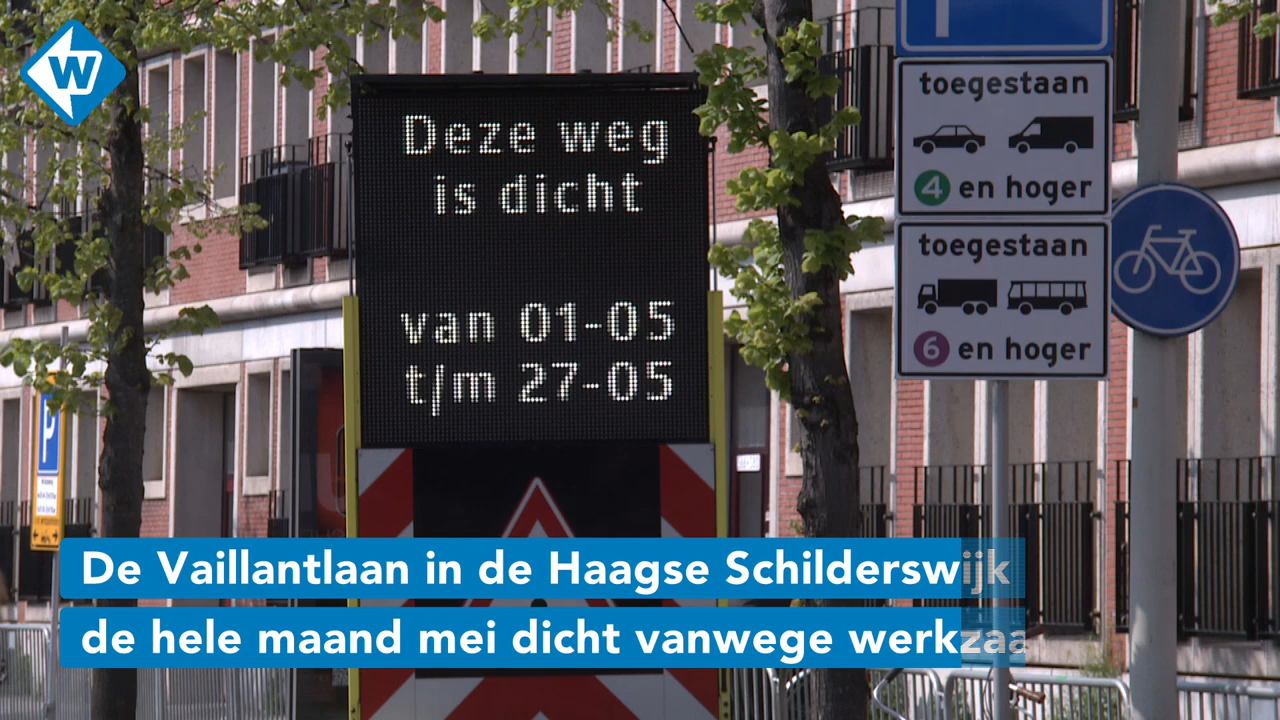 W
P
toegestaan
4 en hoger
toegestaan
6 en hoger
Deze weg
is dicht
van 01-05
t/m 27-05
P
De Vaillantlaan in de Haagse Schilderswijk
de hele maand mei dicht vanwege werkzaa